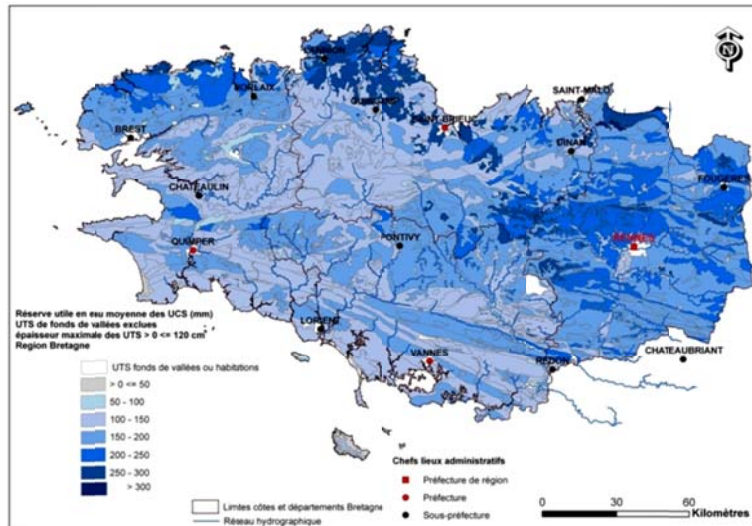 N
LANNION
MORLAIX
GUINGAMP
SAINT-BRIEUC
SAINT-MALO
BREST
DINAN
FOUGERES
CHATEAULIN
RENNES
QUIMPER
PONTIVY
Réserve utile en eau moyenne des UCS (mm)
UTS de fonds de vallées exclues
épaisseur maximale des UTS > 0 <= 120 cm
Region Bretagne
LORIENT
VANNES
REDON
CHATEAUBRIANT
UTS fonds de vallées ou habitations
> 0 <= 50
50 - 100
100 - 150
150 - 200
200 - 250
250 - 300
> 300
Chefs lieux administratifs
Préfecture de région
Préfecture
Sous-préfecture
Limtes côtes et départements Bretagne
Réseau hydrographique
0 30 60
Kilomètres